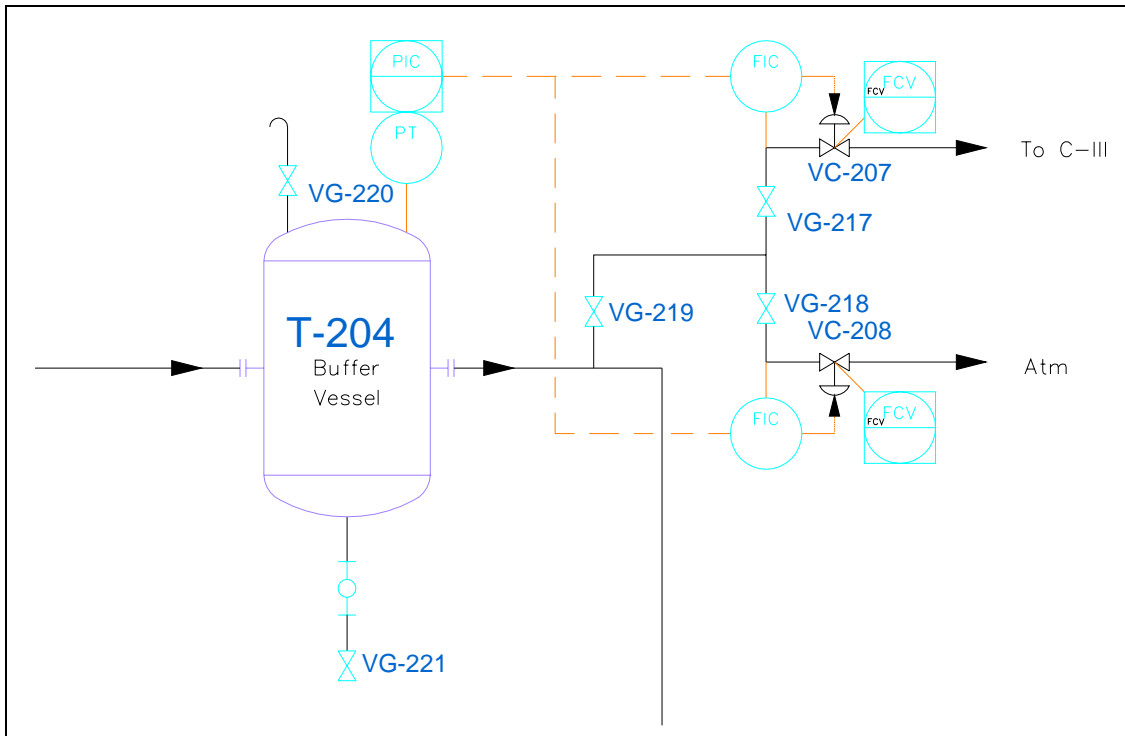 PIC
FIC
FCV
FCV
PT
To C-III
VC-207
VG-220
VG-217
VG-219
VG-218
VC-208
T-204
Buffer
Vessel
Atm
FIC
FCV
FCV
VG-221